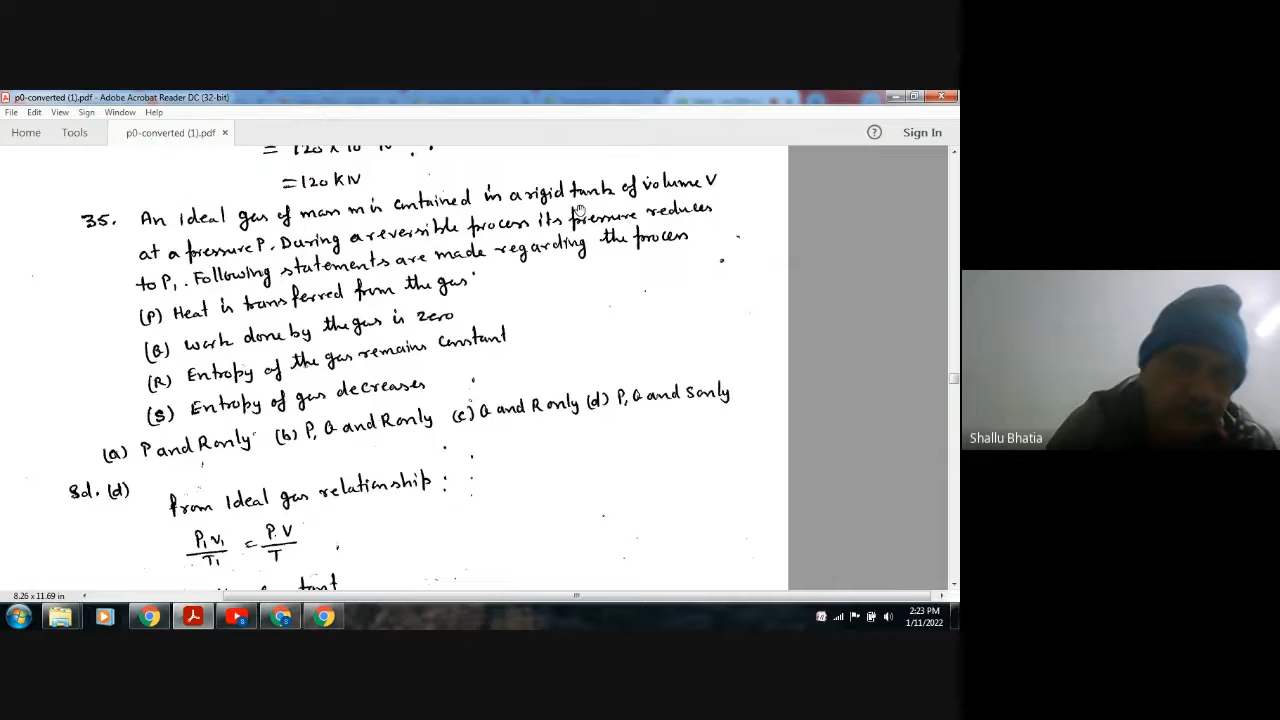 p0-converted (1).pdf - Adobe Acrobat Reader DC (32-bit)
File Edit View Sign Window Help
Home Tools p0-converted (1).pdf × ? Sign In
= 120 x 10
= 120 KN
35. An ideal gas of mass m is contained in a rigid tank of volume V
at a pressure P. During a reversible process its pressure reduces
to P₁. Following statements are made regarding the process
(P) Heat is transferred from the gas
(Q) Work done by the gas is zero
(R) Entropy of the gas remains constant
(S) Entropy of gas decreases
(a) P and R only (b) P, Q and R only (c) Q and R only (d) P, Q and S only
Sol. (d)
from Ideal gas relationship
P₁V₁/T₁ = P.V/T
8.26 x 11.69 in
Shallu Bhatia
2:23 PM
1/11/2022